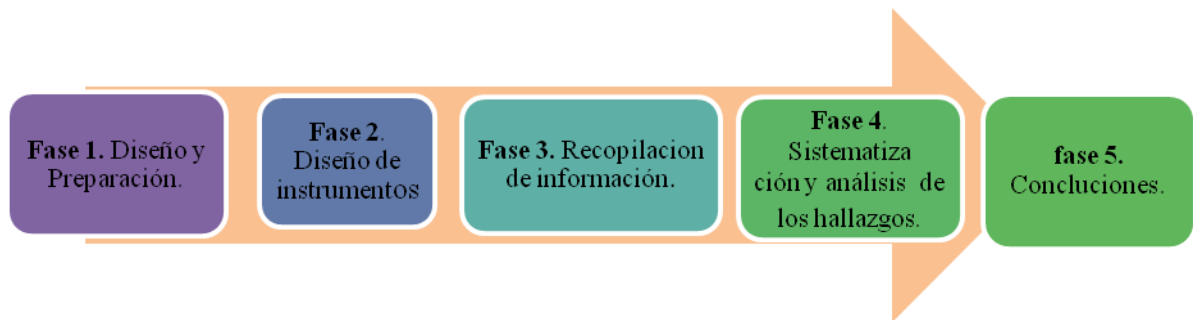 Fase 1. Diseño y
Preparación.
Fase 2.
Diseño de
instrumentos
Fase 3. Recopilacion
de información.
Fase 4.
Sistematiza
ción y análisis de
los hallazgos.
fase 5.
Concluciones.